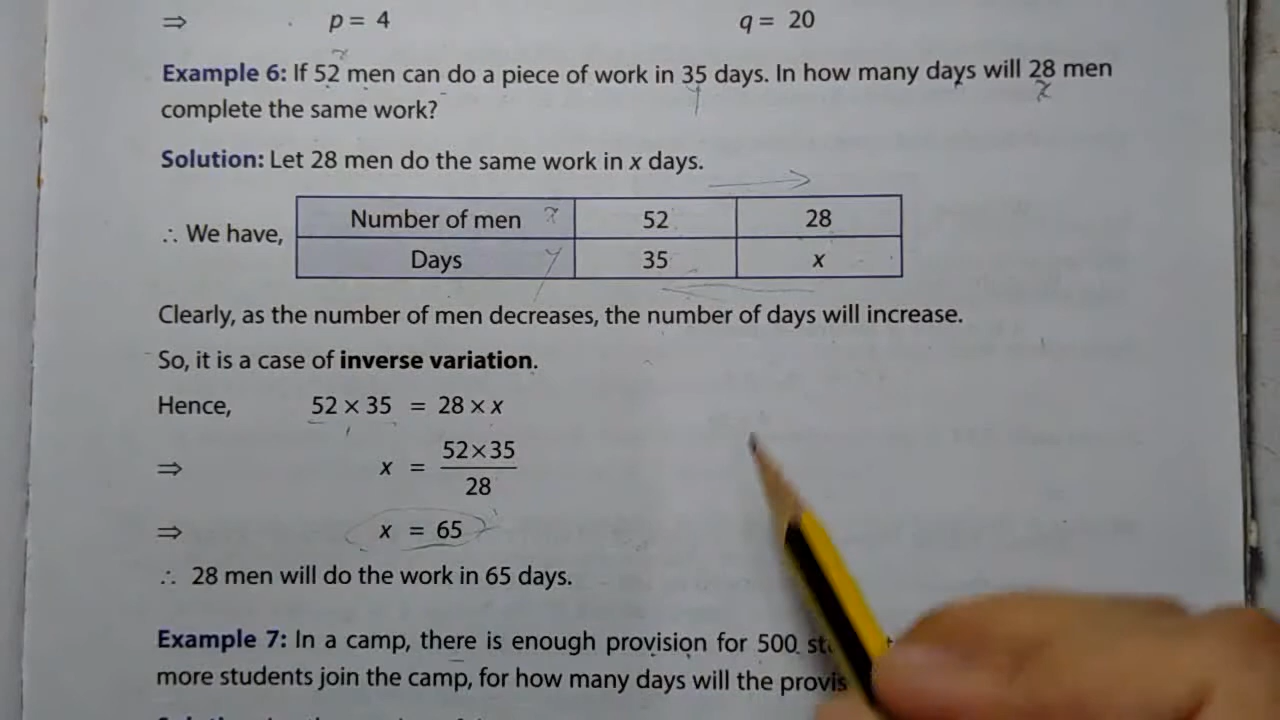 ⇒ p = 4 q = 20
x
Example 6: If 52 men can do a piece of work in 35 days. In how many days will 28 men
y x
complete the same work?
Solution: Let 28 men do the same work in x days.
Number of men x 52 28
∴ We have,
Days y 35 x
Clearly, as the number of men decreases, the number of days will increase.
So, it is a case of inverse variation.
Hence, 52 × 35 = 28 × x
⇒ x = 52×35
28
⇒ x = 65
∴ 28 men will do the work in 65 days.
Example 7: In a camp, there is enough provision for 500
more students join the camp, for how many days will the